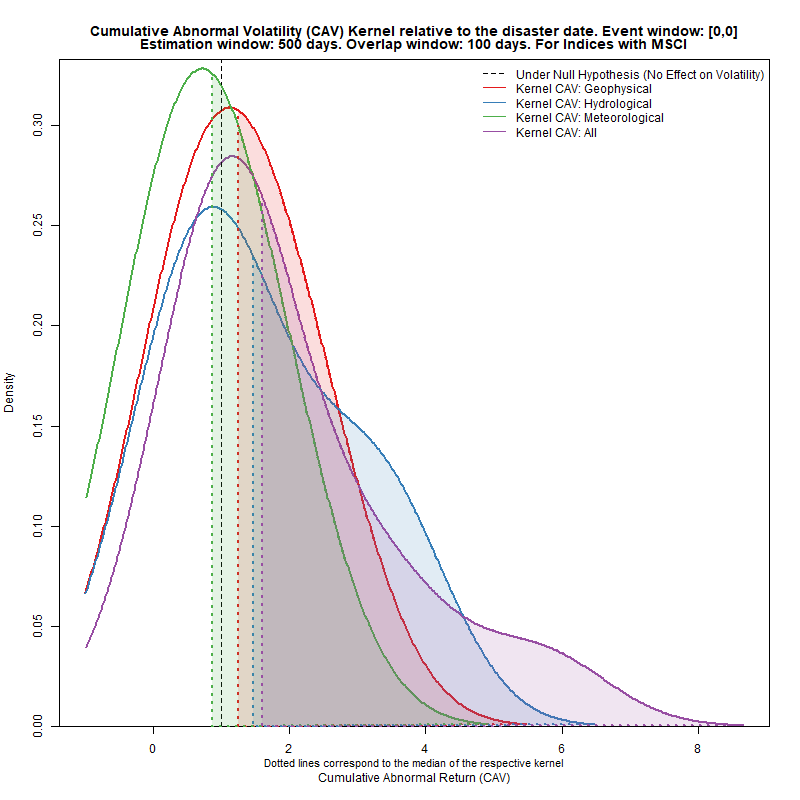 Cumulative Abnormal Volatility (CAV) Kernel relative to the disaster date. Event window: [0,0]
Estimation window: 500 days. Overlap window: 100 days. For Indices with MSCI
Under Null Hypothesis (No Effect on Volatility)
Kernel CAV: Geophysical
Kernel CAV: Hydrological
Kernel CAV: Meteorological
Kernel CAV: All
Density
0.30
0.25
0.20
0.15
0.10
0.05
0.00
0 2 4 6 8
Dotted lines correspond to the median of the respective kernel
Cumulative Abnormal Return (CAV)